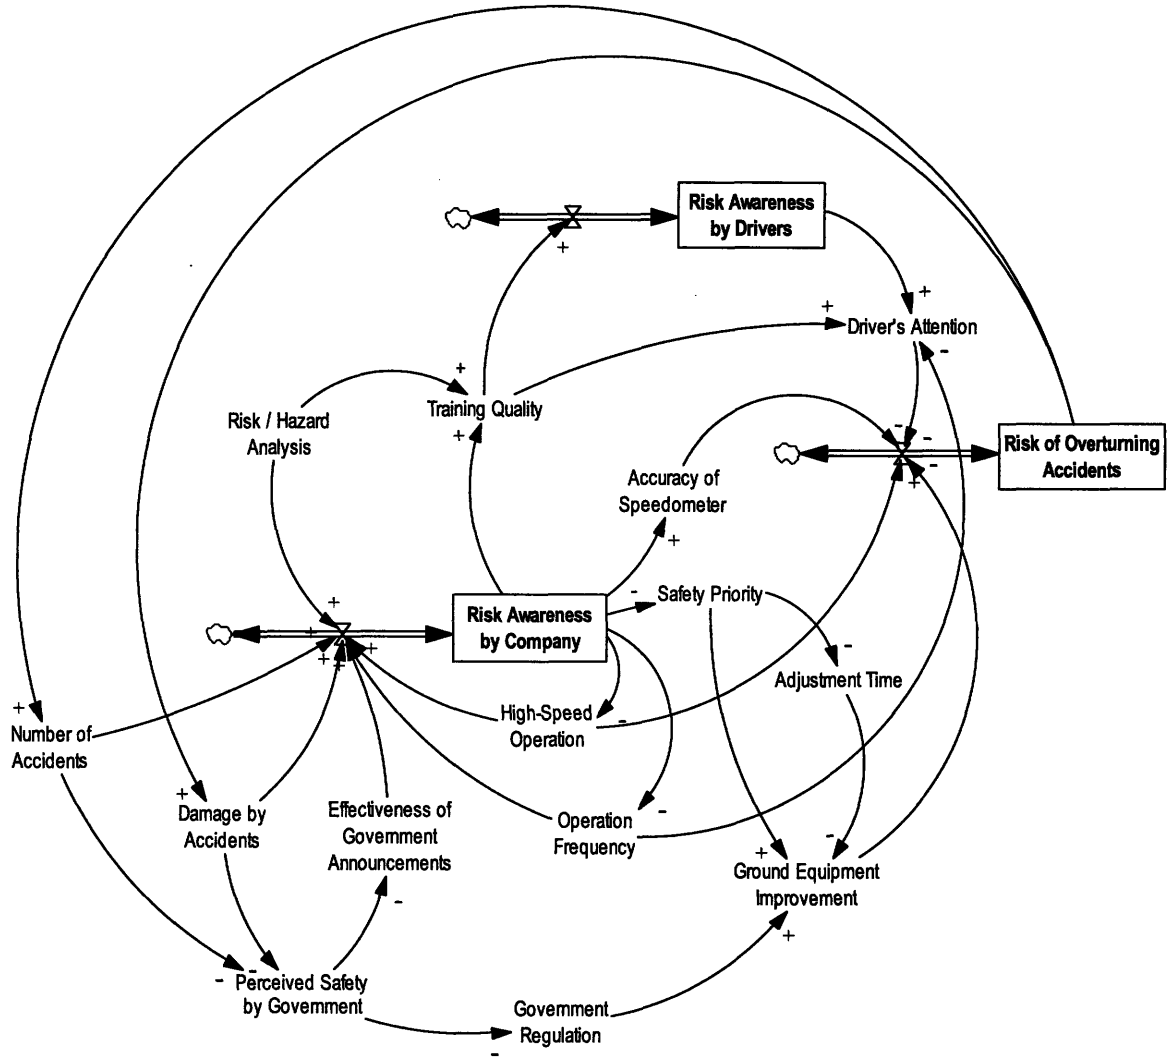 Risk Awareness
by Drivers
+
+
+
Driver's Attention
-
+
Training Quality
+
Risk / Hazard
Analysis
-
-
-
+
Risk of Overturning
Accidents
Accuracy of
Speedometer
+
-
Safety Priority
+
+
+
+
+
Risk Awareness
by Company
-
Adjustment Time
+
Number of
Accidents
High-Speed
Operation
-
+
Damage by
Accidents
Effectiveness of
Government
Announcements
-
Operation
Frequency
-
-
+
Ground Equipment
Improvement
+
-
-
Perceived Safety
by Government
Government
Regulation
-